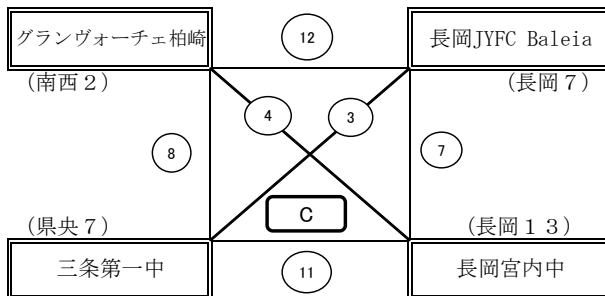 グランヴォーチェ柏崎
12
長岡JYFC Baleia
(南西２)
(長岡７)
4
3
8
7
C
(県央７)
(長岡１３)
三条第一中
11
長岡宮内中